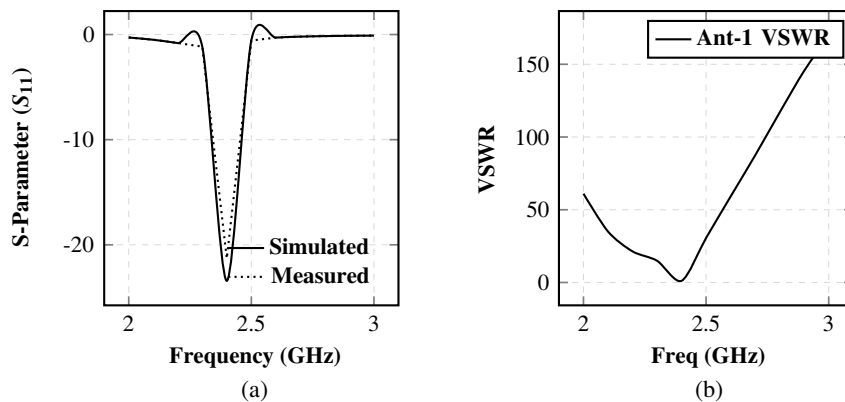 0
-10
-20
S-Parameter (S11)
Simulated
Measured
2
2.5
3
Frequency (GHz)
(a)
Ant-1 VSWR
150
100
50
0
VSWR
2
2.5
3
Freq (GHz)
(b)